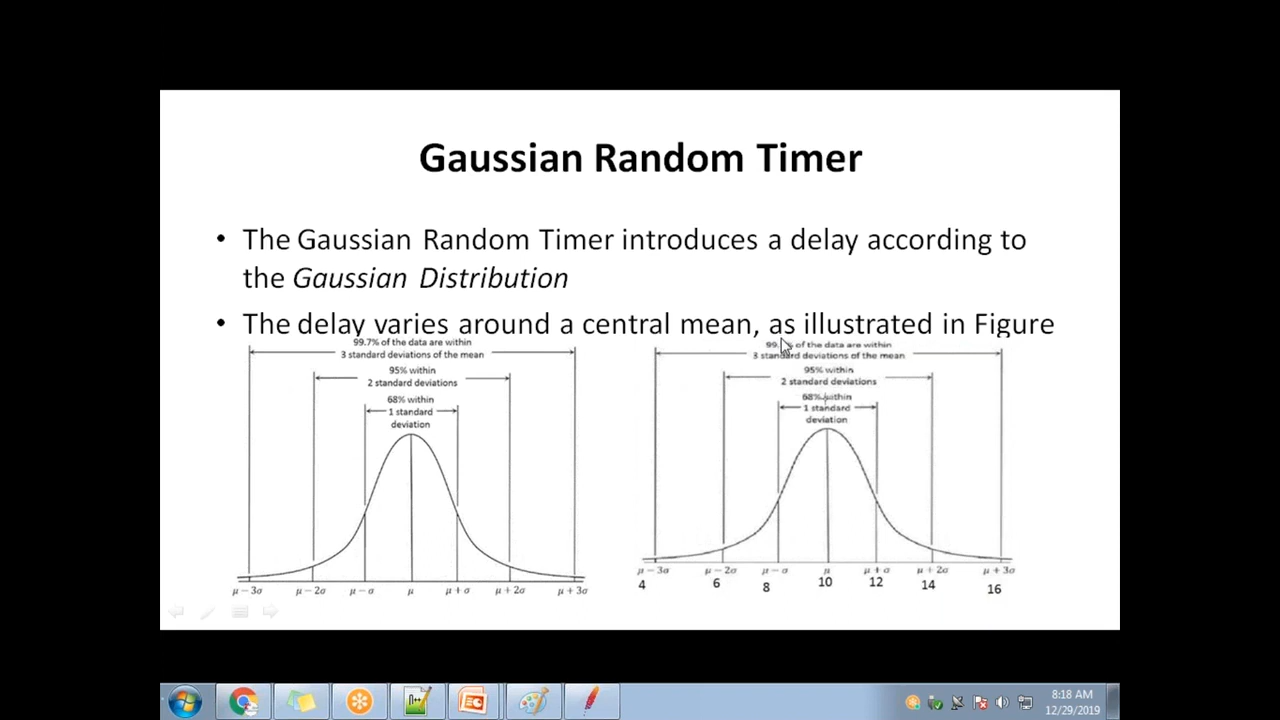 Gaussian Random Timer
• The Gaussian Random Timer introduces a delay according to
the Gaussian Distribution
• The delay varies around a central mean, as illustrated in Figure
99.7% of the data are within
3 standard deviations of the mean
95% within
2 standard deviations
68% within
1 standard
deviation
μ − 3σ μ − 2σ μ − σ μ μ + σ μ + 2σ μ + 3σ
of the data are within
3 standard deviations of the mean
95% within
2 standard deviations
68% within
1 standard
deviation
μ − 3σ μ − 2σ μ − σ μ μ + σ μ + 2σ μ + 3σ
4 6 8 10 12 14 16
8:18 AM
12/29/2019